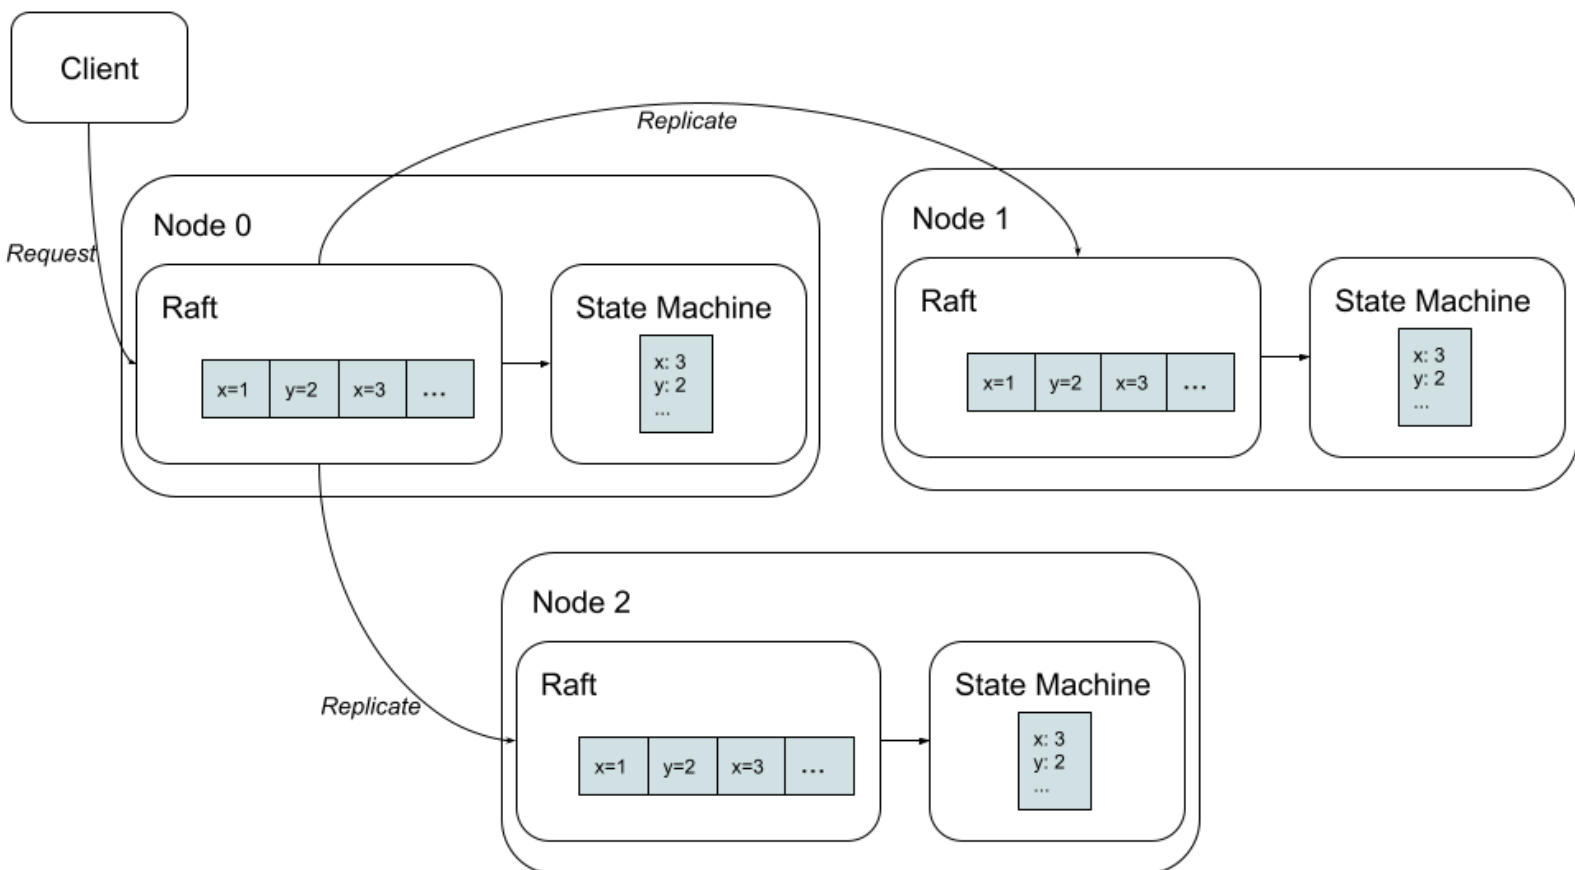 Client
Replicate
Request
Node 0
Raft
x=1 y=2 x=3 ...
State Machine
x: 3
y: 2
...
Node 1
Raft
x=1 y=2 x=3 ...
State Machine
x: 3
y: 2
...
Replicate
Node 2
Raft
x=1 y=2 x=3 ...
State Machine
x: 3
y: 2
...